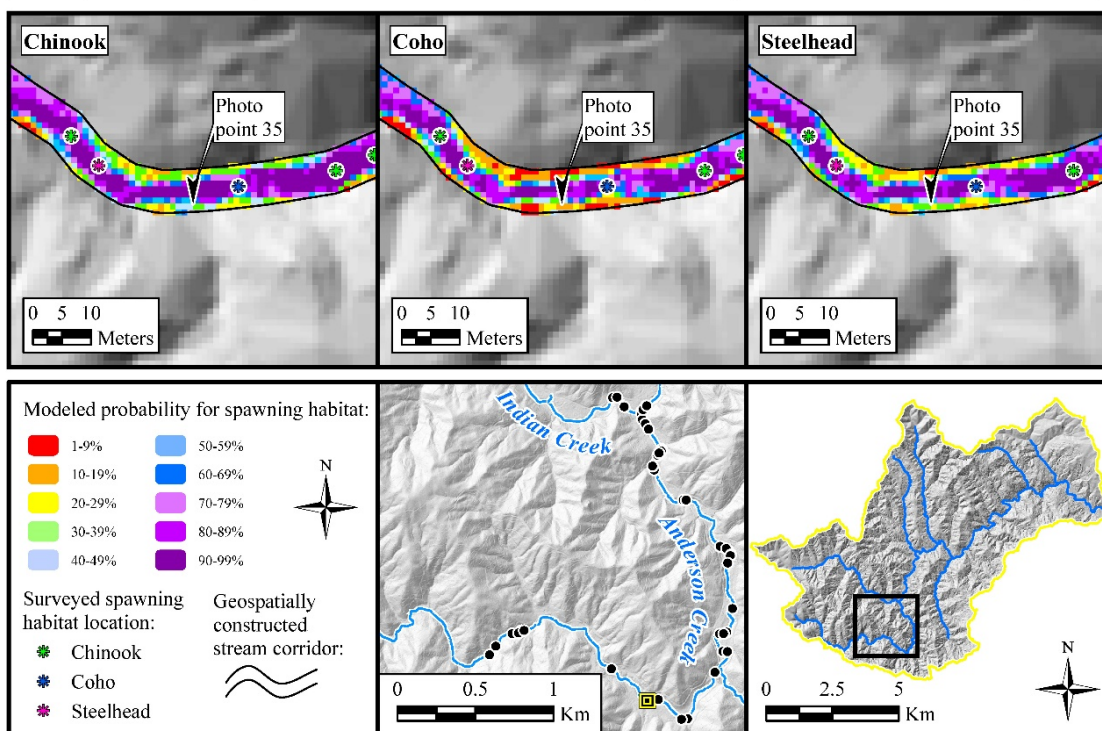 Chinook
Photo
point 35
0 5 10
Meters
Coho
Photo
point 35
0 5 10
Meters
Steelhead
Photo
point 35
0 5 10
Meters
Modeled probability for spawning habitat:
1-9%
50-59%
10-19%
60-69%
20-29%
70-79%
30-39%
80-89%
40-49%
90-99%
N
Surveyed spawning
habitat location:
Chinook
Coho
Steelhead
Geospatially
constructed
stream corridor:
Indian Creek
Anderson Creek
0 0.5 1
Km
0 2.5 5
Km
N